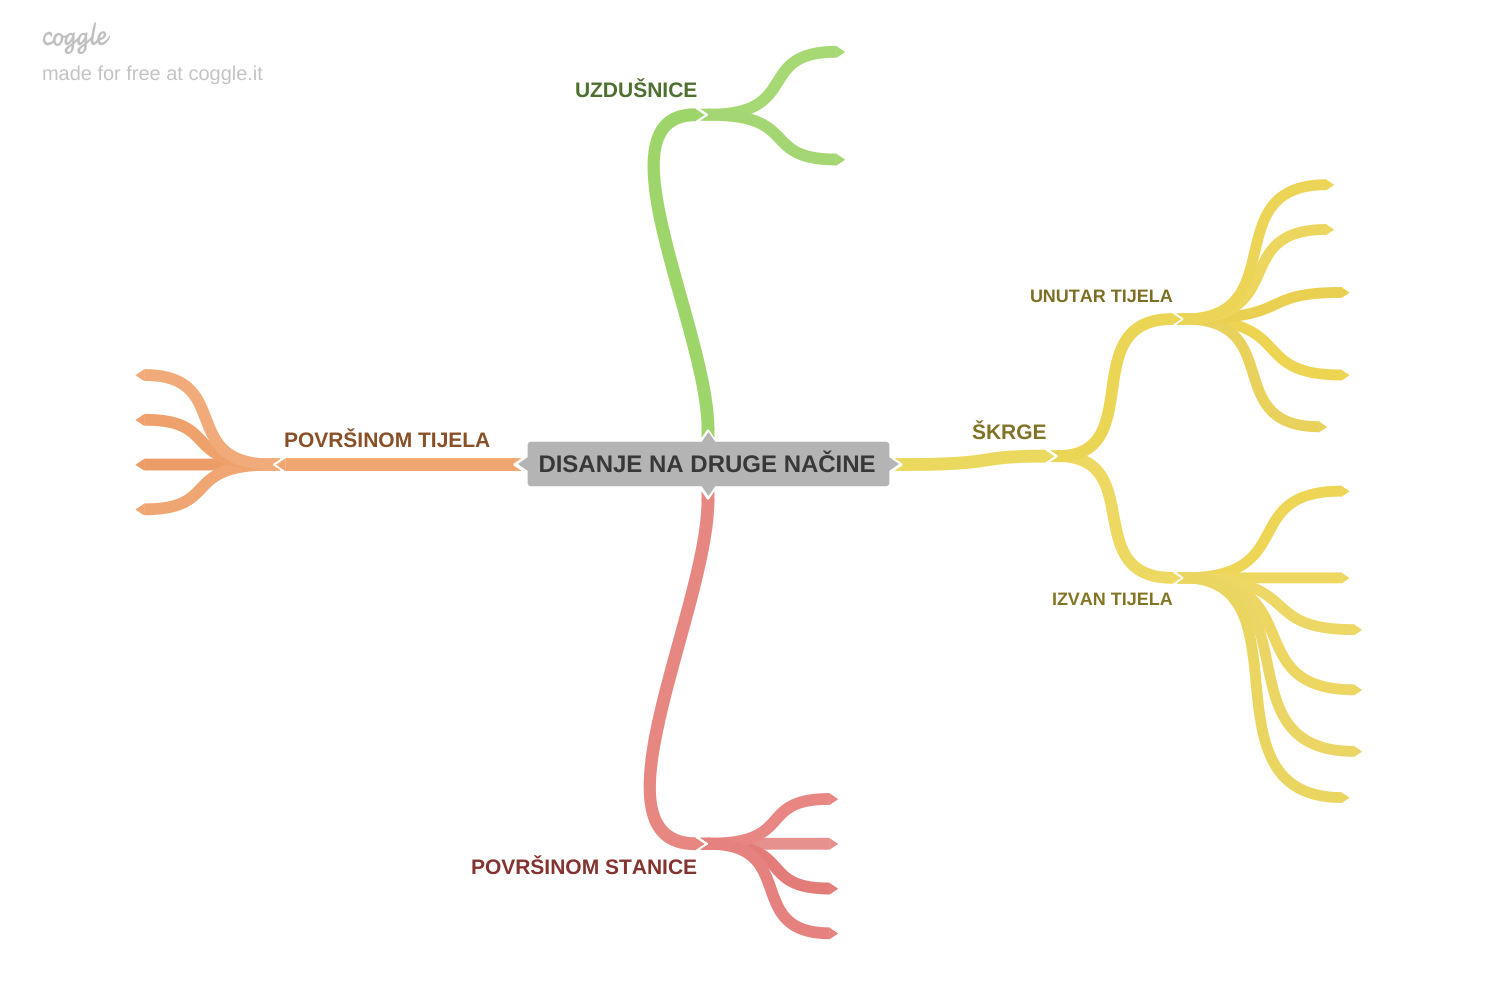 coggle
made for free at coggle.it
UZDUŠNICE
UNUTAR TIJELA
ŠKRGE
POVRŠINOM TIJELA
DISANJE NA DRUGE NAČINE
IZVAN TIJELA
POVRŠINOM STANICE